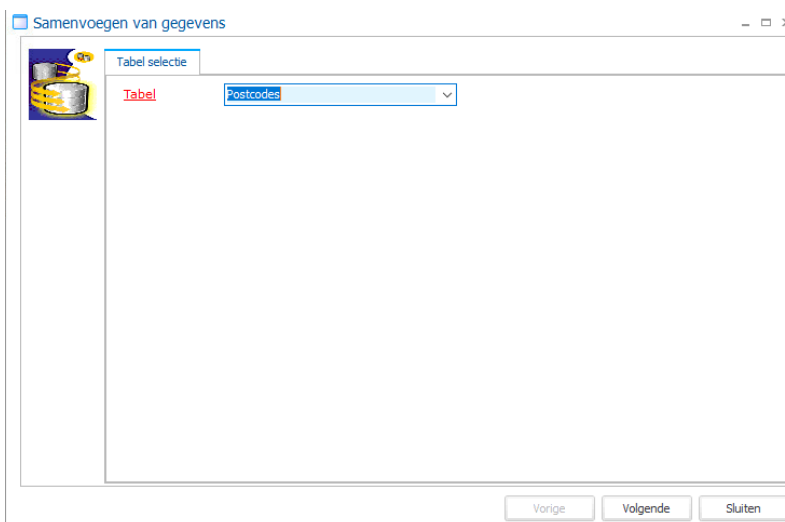 Samenvoegen van gegevens
Tabel selectie
Tabel
Postcodes
Vorige
Volgende
Sluiten